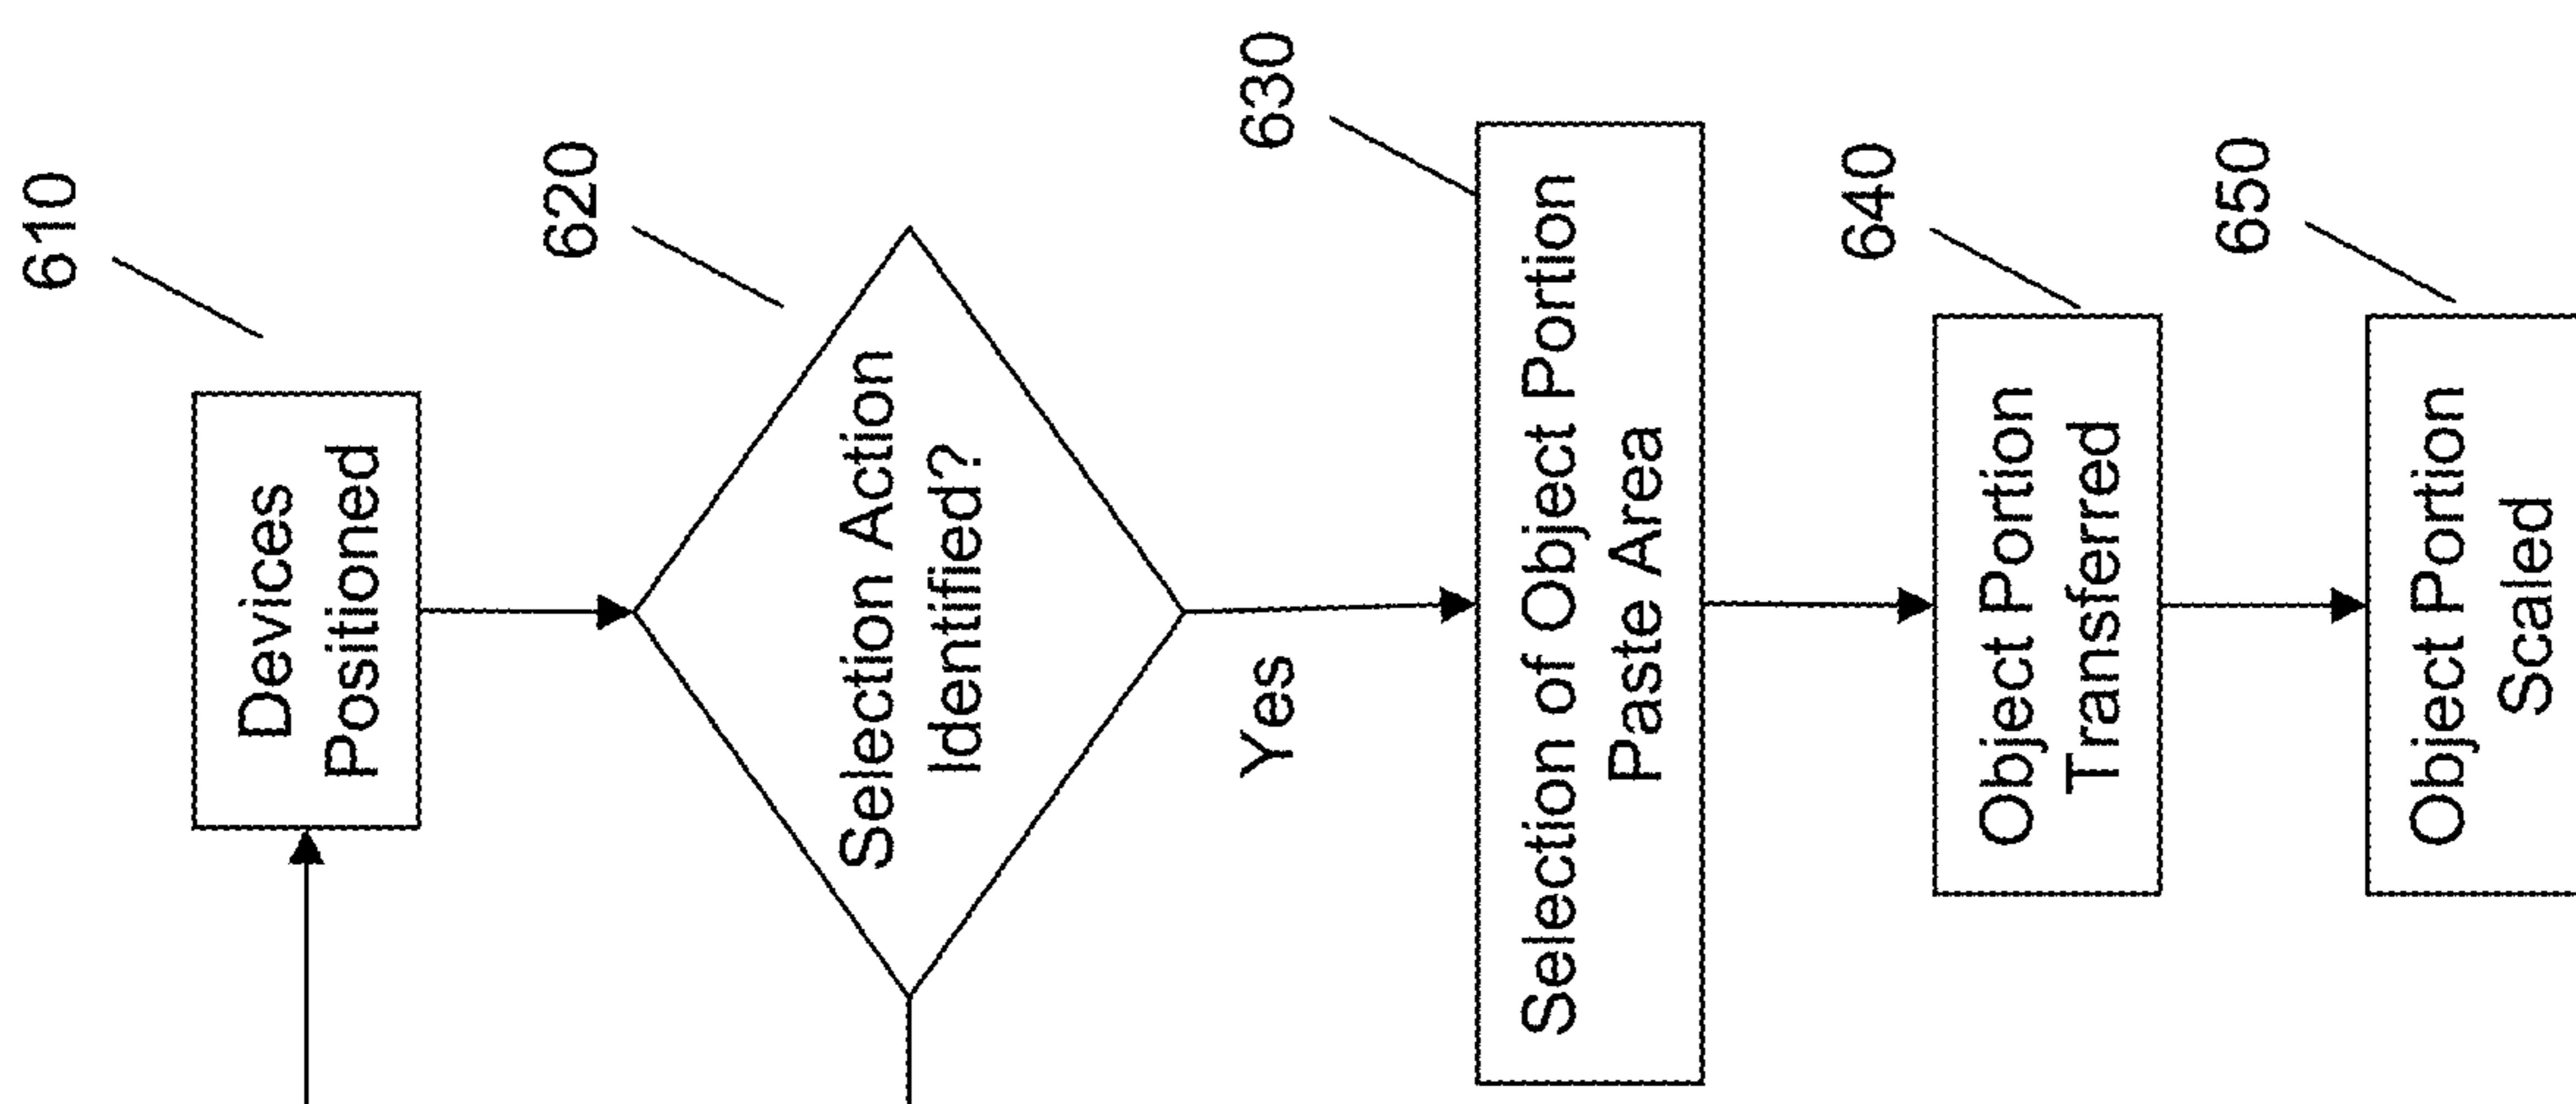 610
Devices
Positioned
620
Selection Action
Identified?
Yes
630
Selection of Object Portion
Paste Area
640
Object Portion
Transferred
650
Object Portion
Scaled